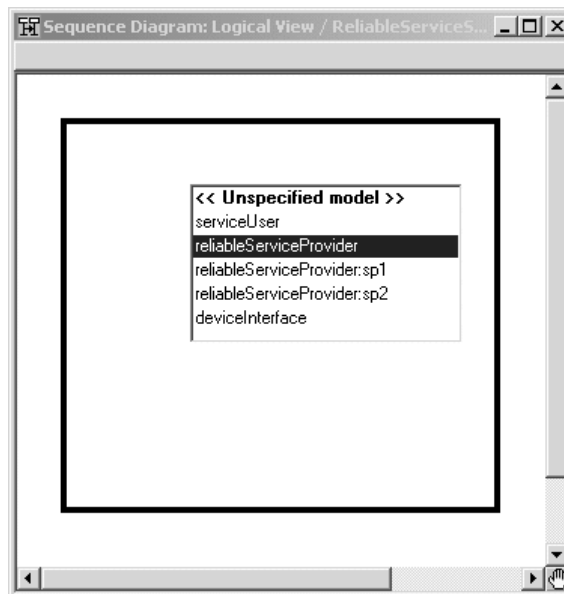 Sequence Diagram: Logical View / ReliableServiceS...
<< Unspecified model >>
serviceUser
reliableServiceProvider
reliableServiceProvider:sp1
reliableServiceProvider:sp2
deviceInterface